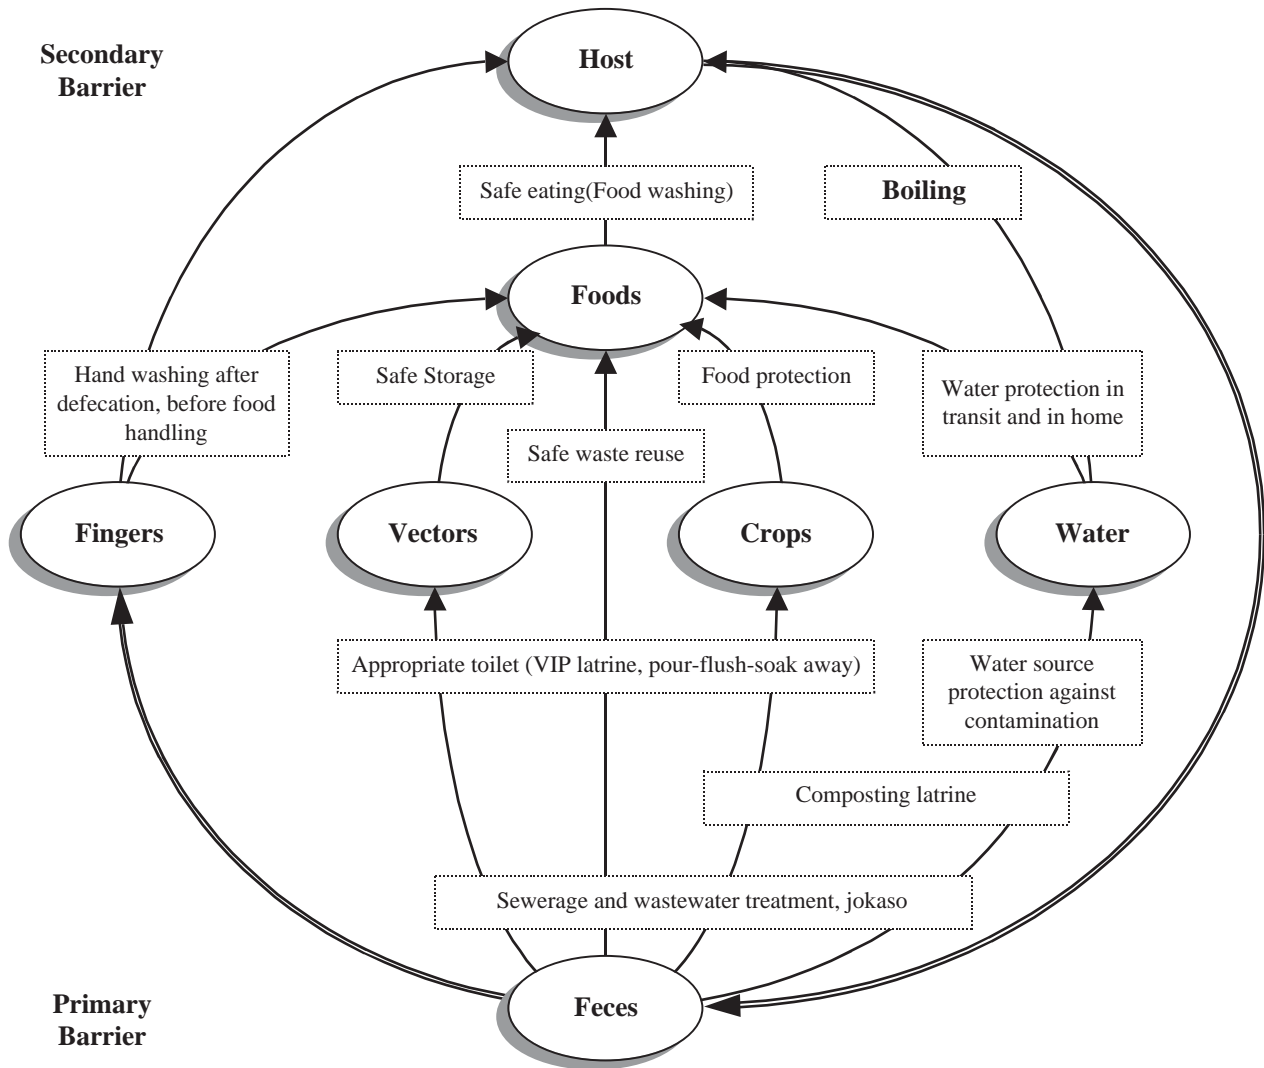 Secondary
Barrier
Host
Safe eating(Food washing)
Boiling
Foods
Hand washing after
defecation, before food
handling
Safe Storage
Food protection
Water protection in
transit and in home
Safe waste reuse
Fingers
Vectors
Crops
Water
Appropriate toilet (VIP latrine, pour-flush-soak away)
Water source
protection against
contamination
Composting latrine
Sewerage and wastewater treatment, jokaso
Primary
Barrier
Feces